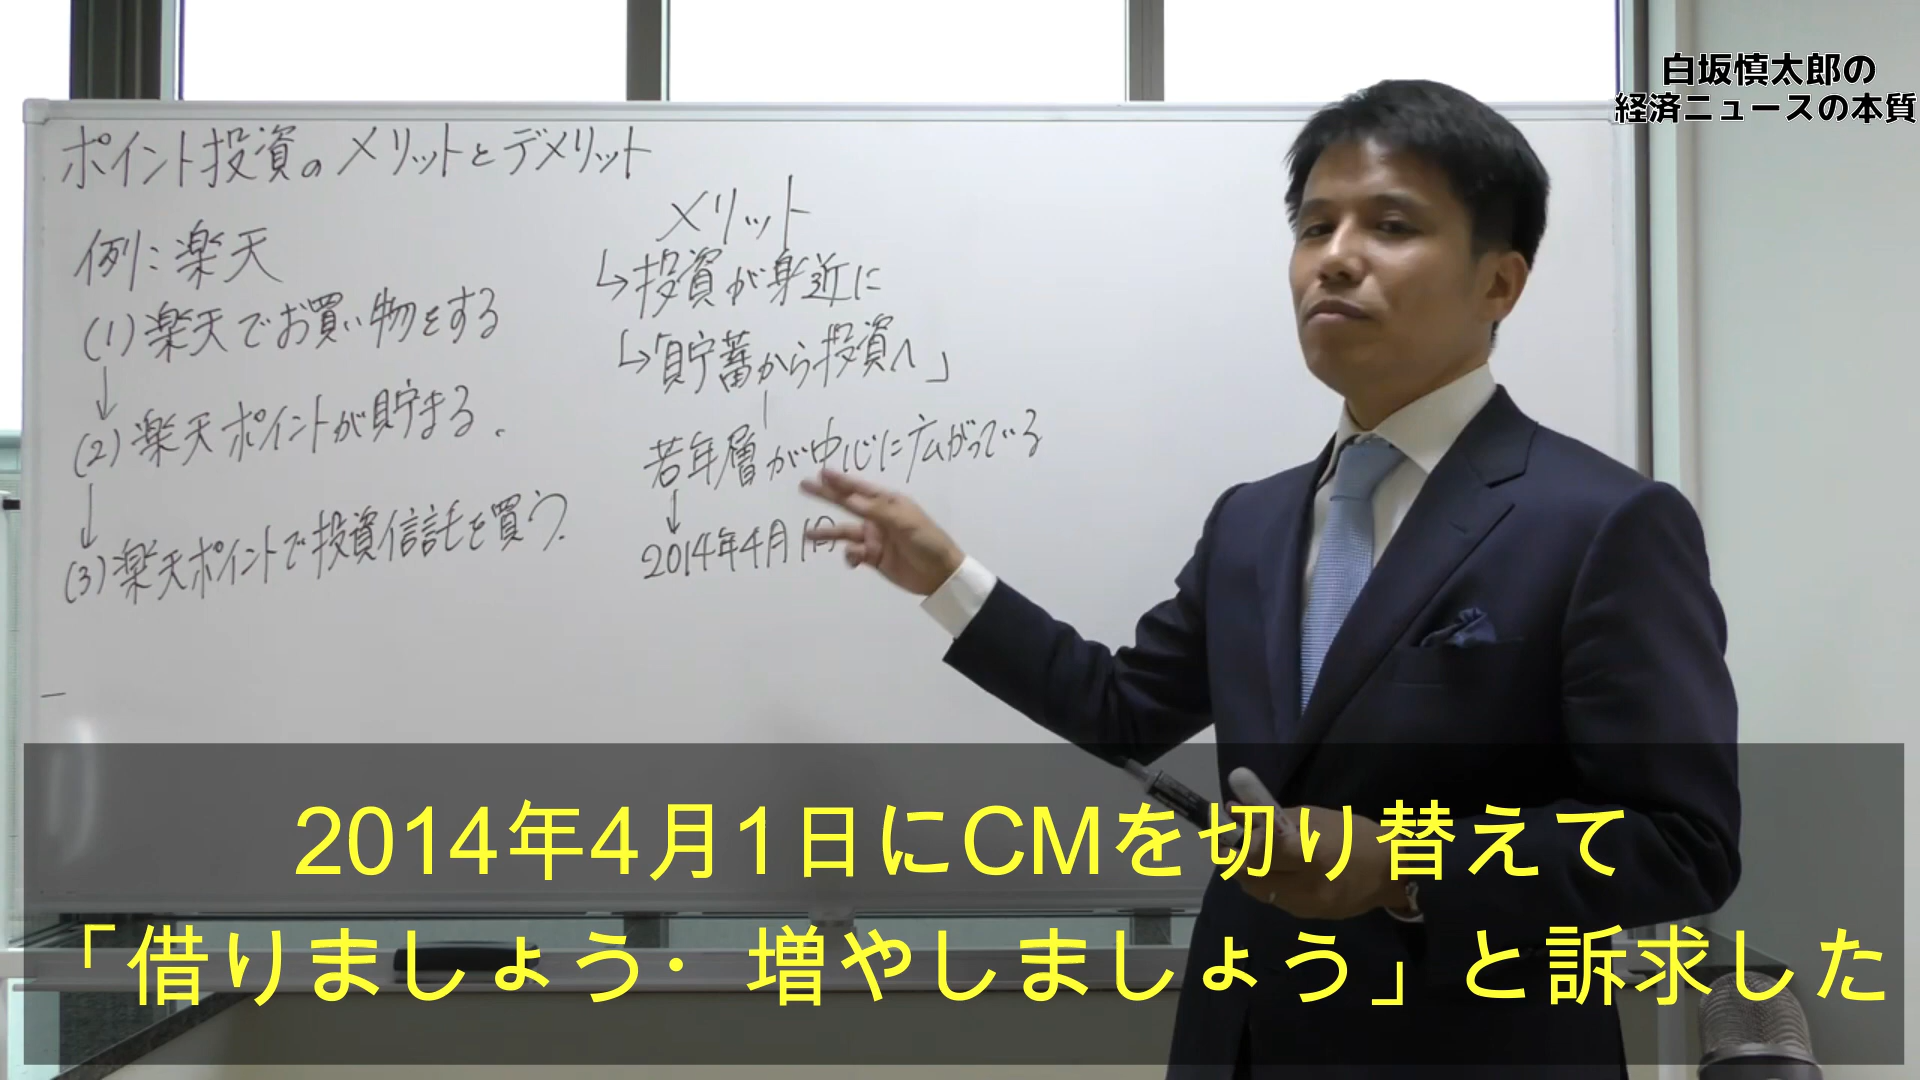 白坂慎太郎の
経済ニュースの本質
ポイント投資のメリットとデメリット
例:楽天
(1)楽天でお買い物をする
↓
(2)楽天ポイントが貯まる。
↓
(3)楽天ポイントで投資信託を買う。
メリット
↳投資が身近に
↳「貯蓄から投資へ」
若年層が中心に広がっている
↓
2014年4月1日
2014年4月1日にCMを切り替えて
「借りましょう・増やしましょう」と訴求した